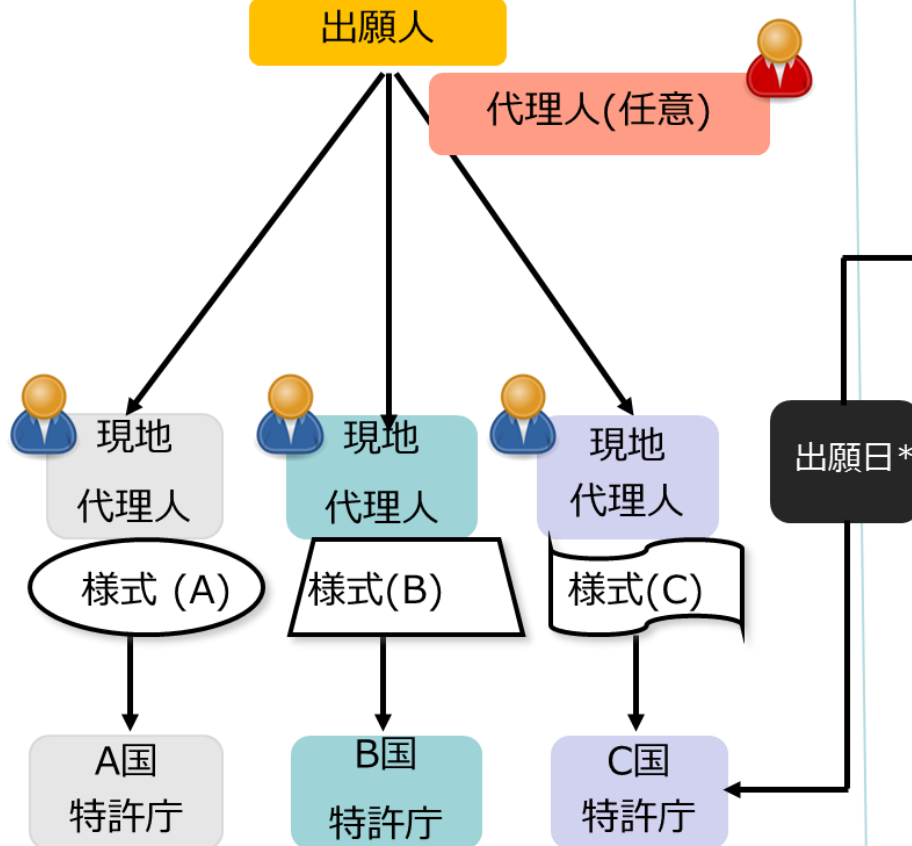 出願人
代理人(任意)
現地
代理人
現地
代理人
現地
代理人
出願日*
様式 (A)
様式(B)
様式(C)
A国
特許庁
B国
特許庁
C国
特許庁